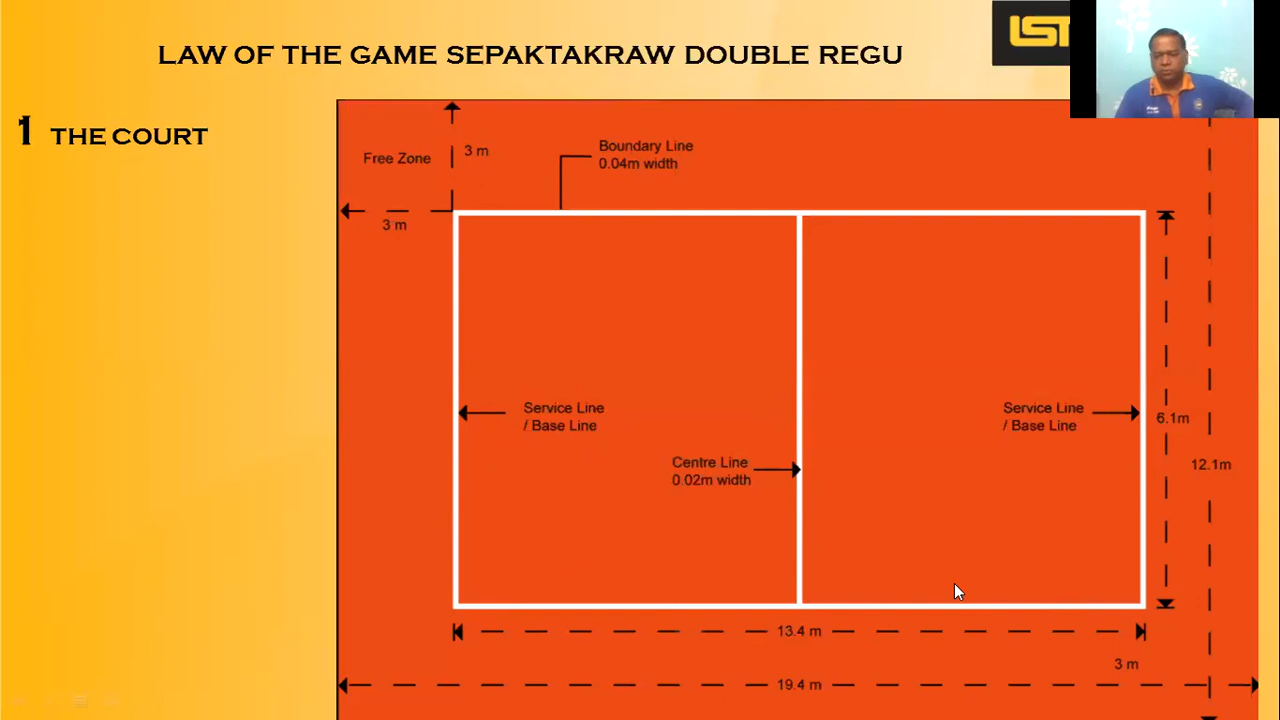 LAW OF THE GAME SEPAKTAKRAW DOUBLE REGU
1 THE COURT
Free Zone
3 m
Boundary Line
0.04m width
3 m
Service Line
/ Base Line
Service Line
/ Base Line
6.1m
Centre Line
0.02m width
12.1m
13.4 m
3 m
19.4 m